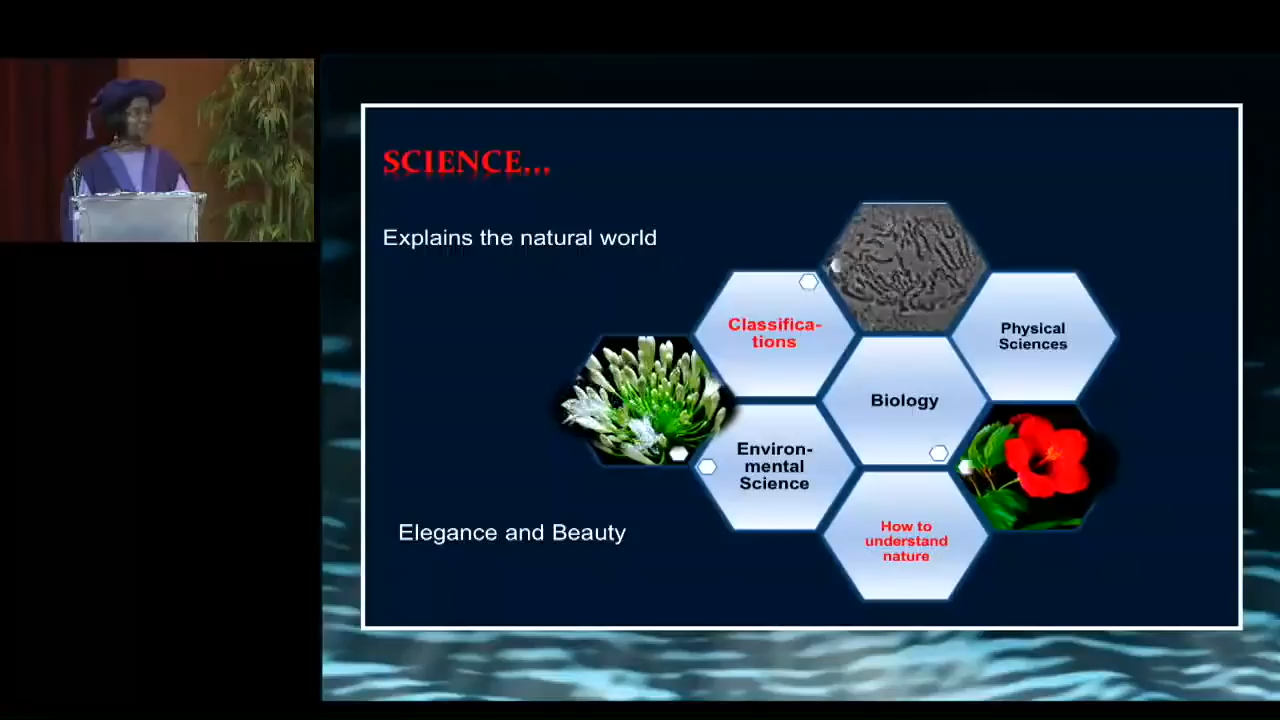 SCIENCE...
Explains the natural world
Classifica-
tions
Physical
Sciences
Biology
Environ-
mental
Science
Elegance and Beauty
How to
understand
nature